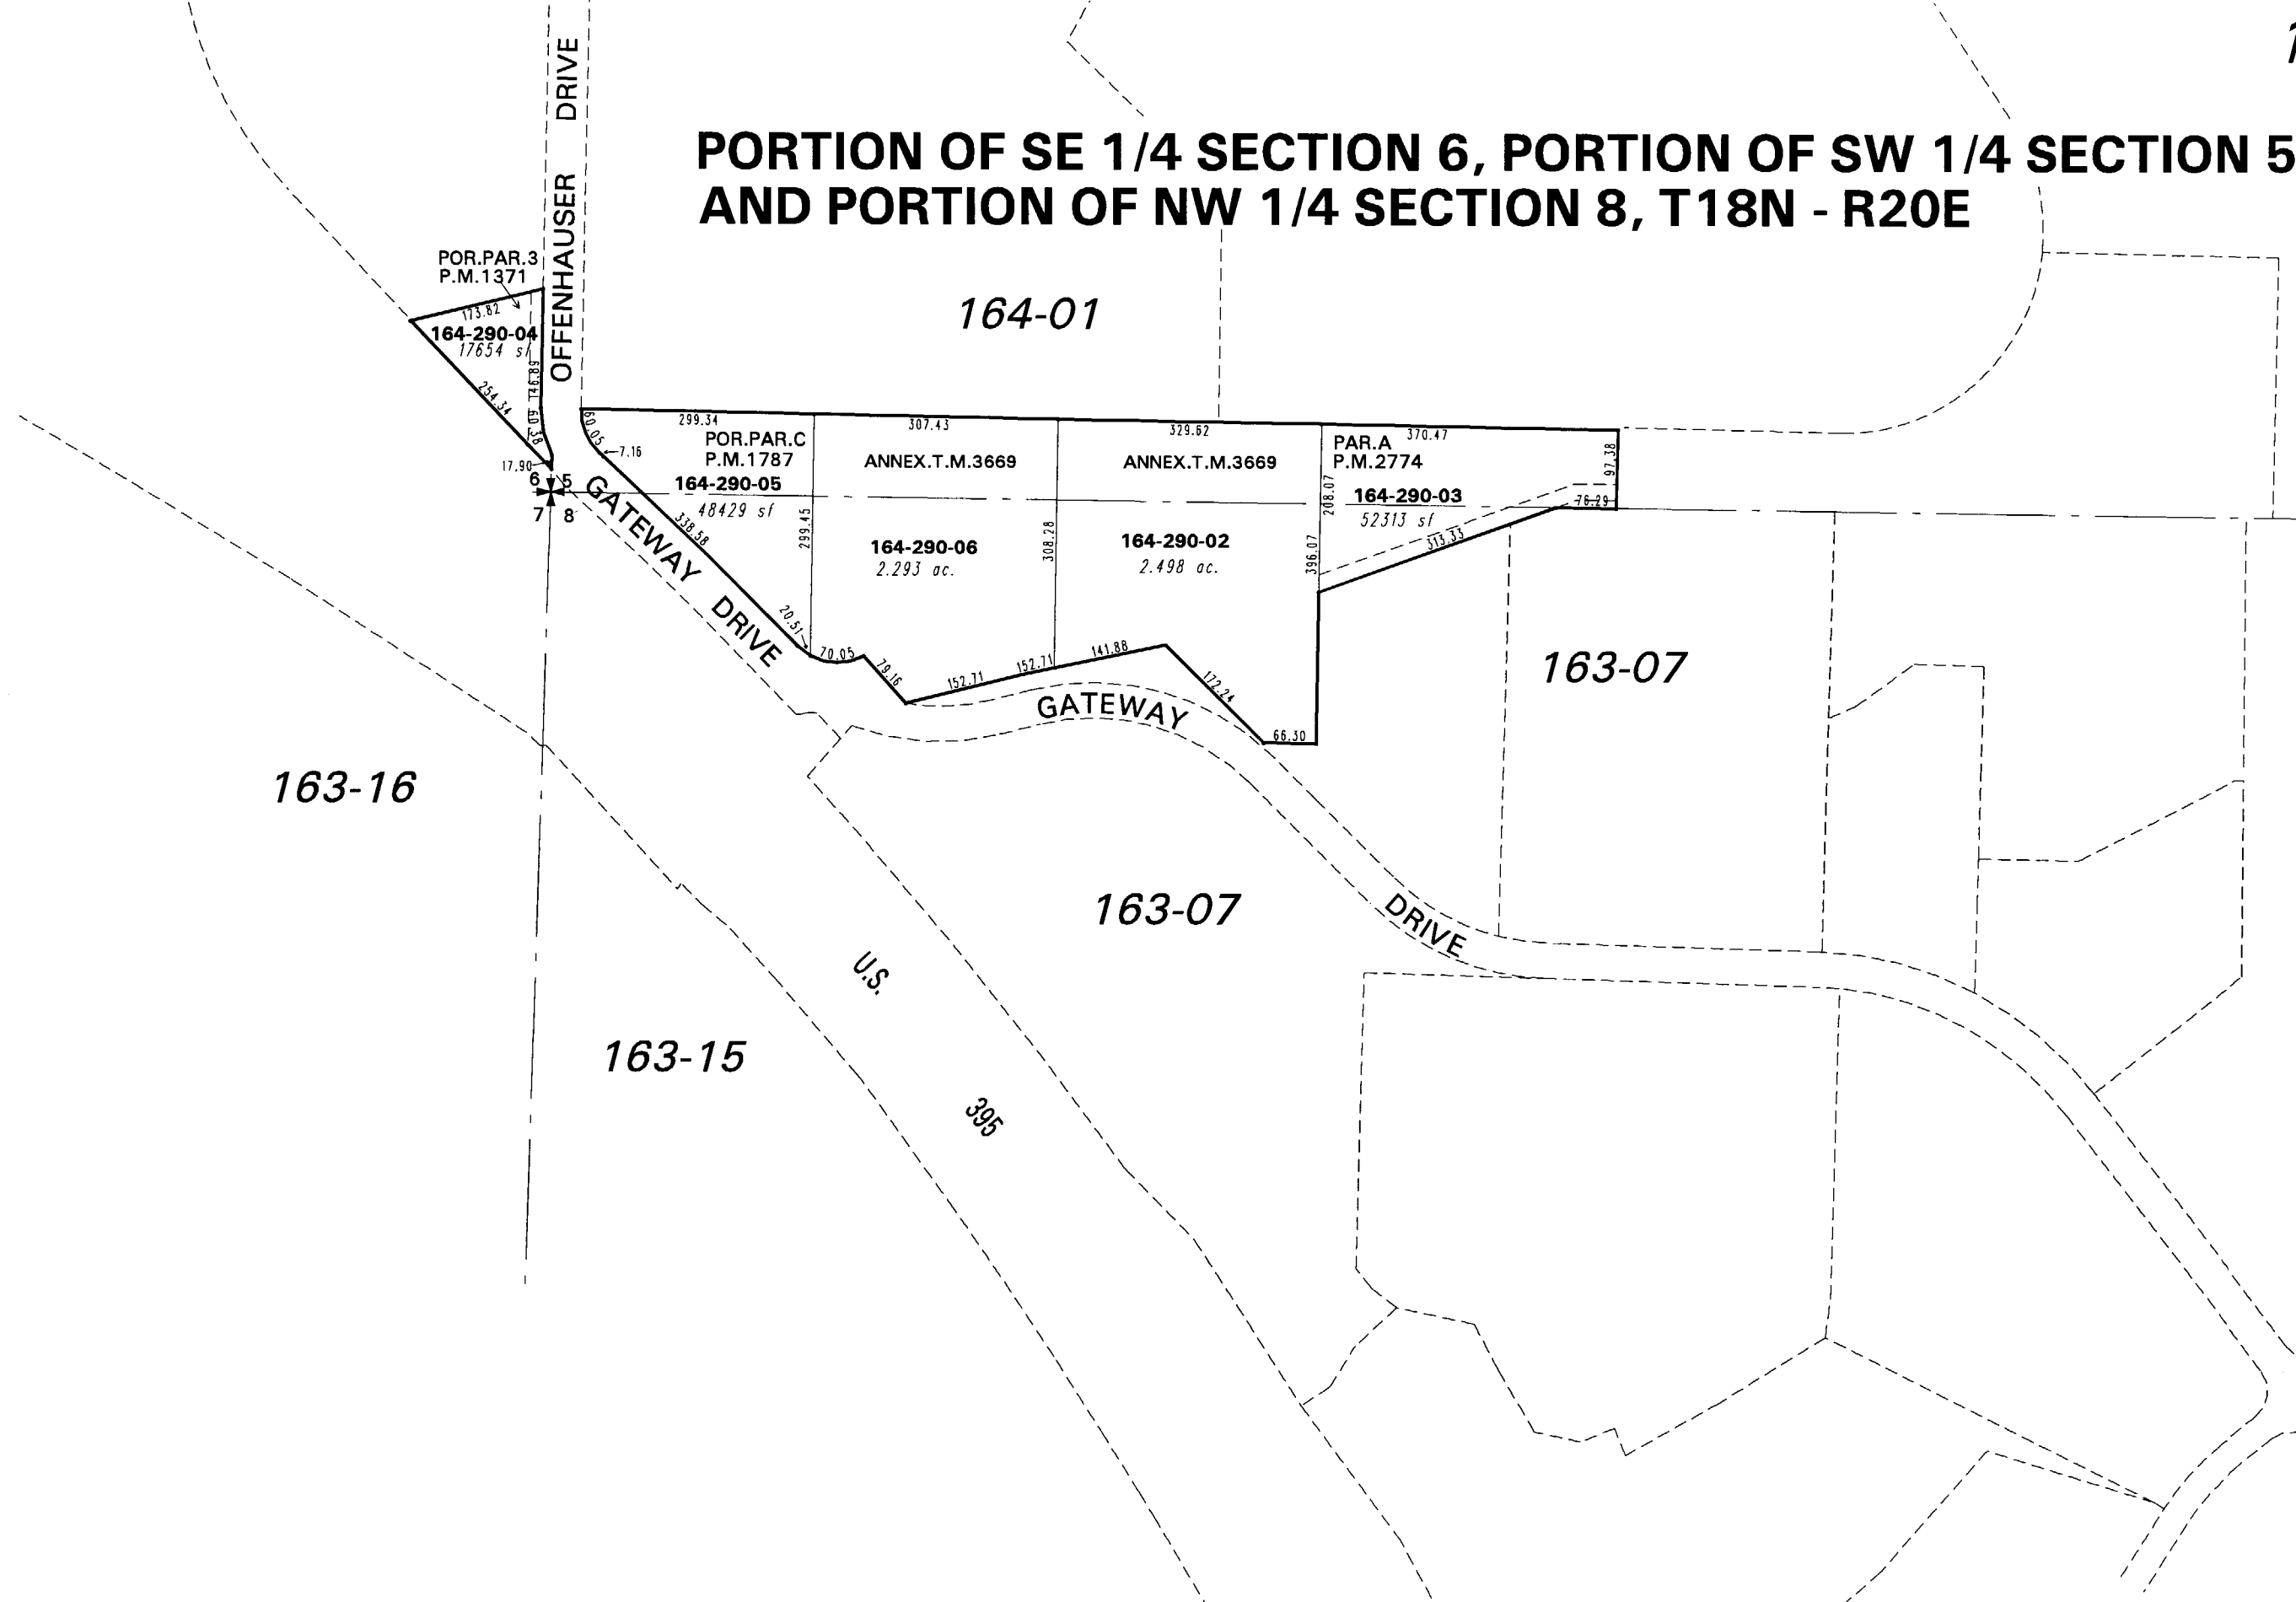 1
OFFENHAUSER DRIVE
PORTION OF SE 1/4 SECTION 6, PORTION OF SW 1/4 SECTION 5
AND PORTION OF NW 1/4 SECTION 8, T18N - R20E
POR.PAR.3
P.M.1371
173.82
164-290-04
17654 sf
146.89
254.34
17.90
164-01
60.05
7.16
299.34
307.43
329.62
370.47
POR.PAR.C
P.M.1787
164-290-05
48429 sf
ANNEX.T.M.3669
ANNEX.T.M.3669
PAR.A
P.M.2774
164-290-03
52313 sf
97.38
76.29
208.07
6 5
7 8
GATEWAY DRIVE
338.58
299.45
164-290-06
2.293 ac.
308.28
164-290-02
2.498 ac.
396.07
313.33
20.51
70.05
79.16
152.71
152.71
141.88
172.24
66.30
GATEWAY
DRIVE
163-07
163-16
163-07
163-15
U.S.
395